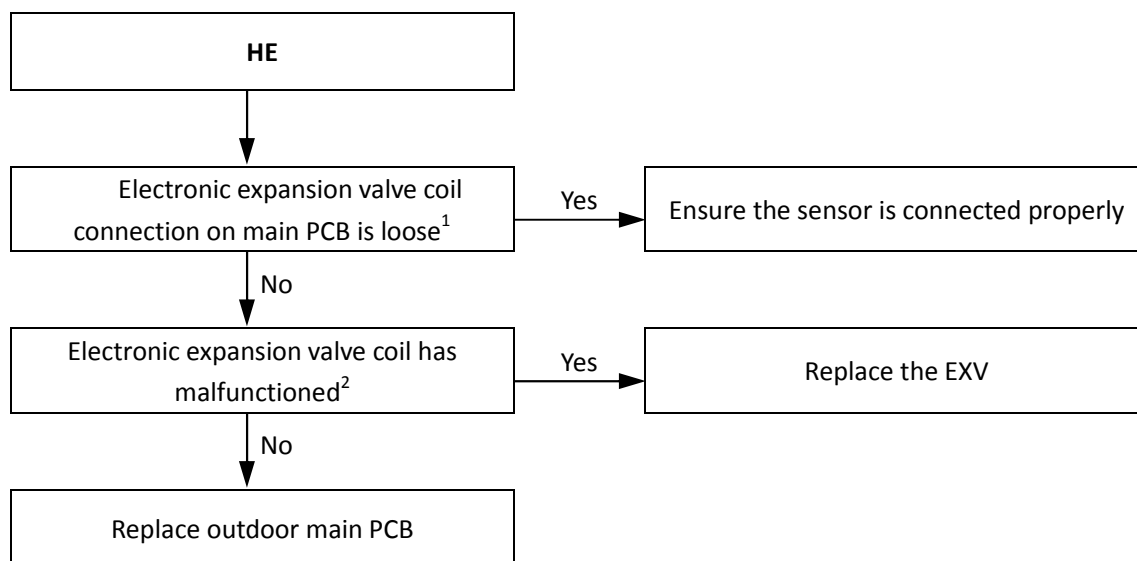 HE
Electronic expansion valve coil
connection on main PCB is loose¹
Yes
Ensure the sensor is connected properly
No
Electronic expansion valve coil has
malfunctioned²
Yes
Replace the EXV
No
Replace outdoor main PCB